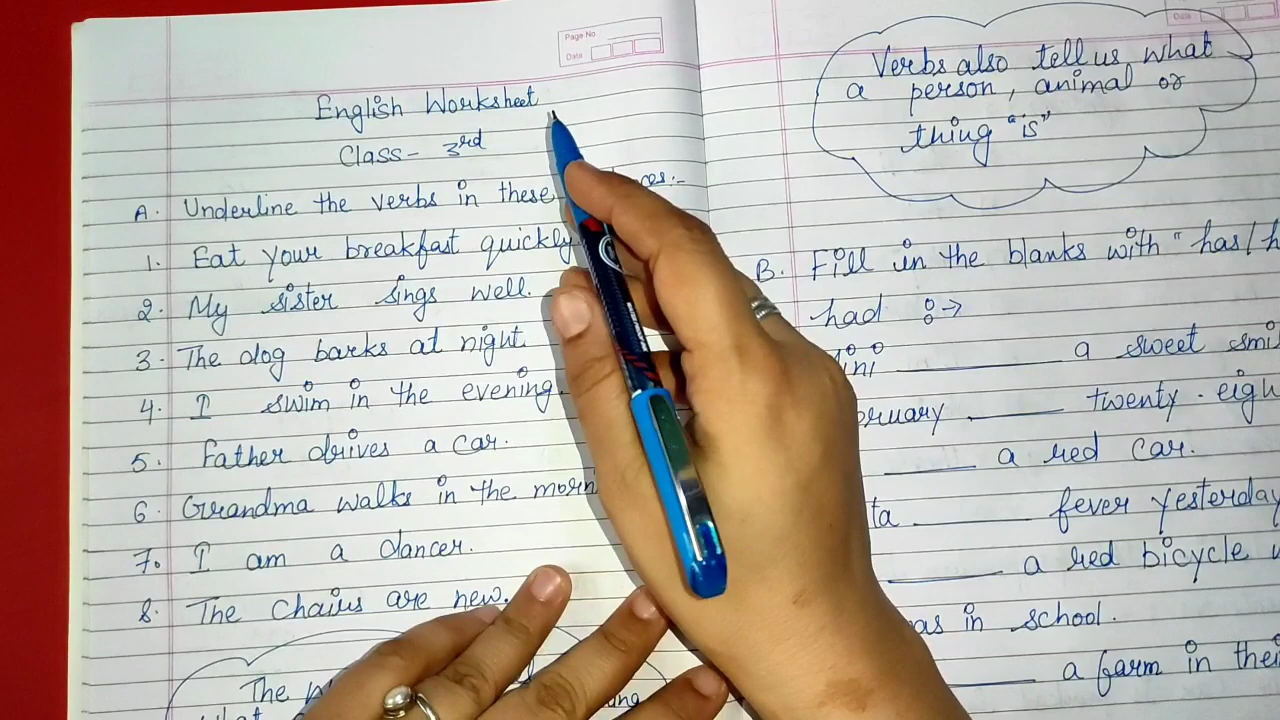 Page No.
Date
English Worksheet
Class- 3rd
A. Underline the verbs in these
1. Eat your breakfast quickly
2. My sister sings well.
3. The dog barks at night
4. I swim in the evening.
5. Father drives a car.
6. Grandma walks in the
7. I am a dancer.
8. The Chairs are new.
The
Date
Verbs also tell us what
a person, animal or
thing "is"
B. Fill in the blanks with "has/
had :->
a sweet
twenty-
a red car.
fever yesterday
a red bicycle
in school.
a farm in